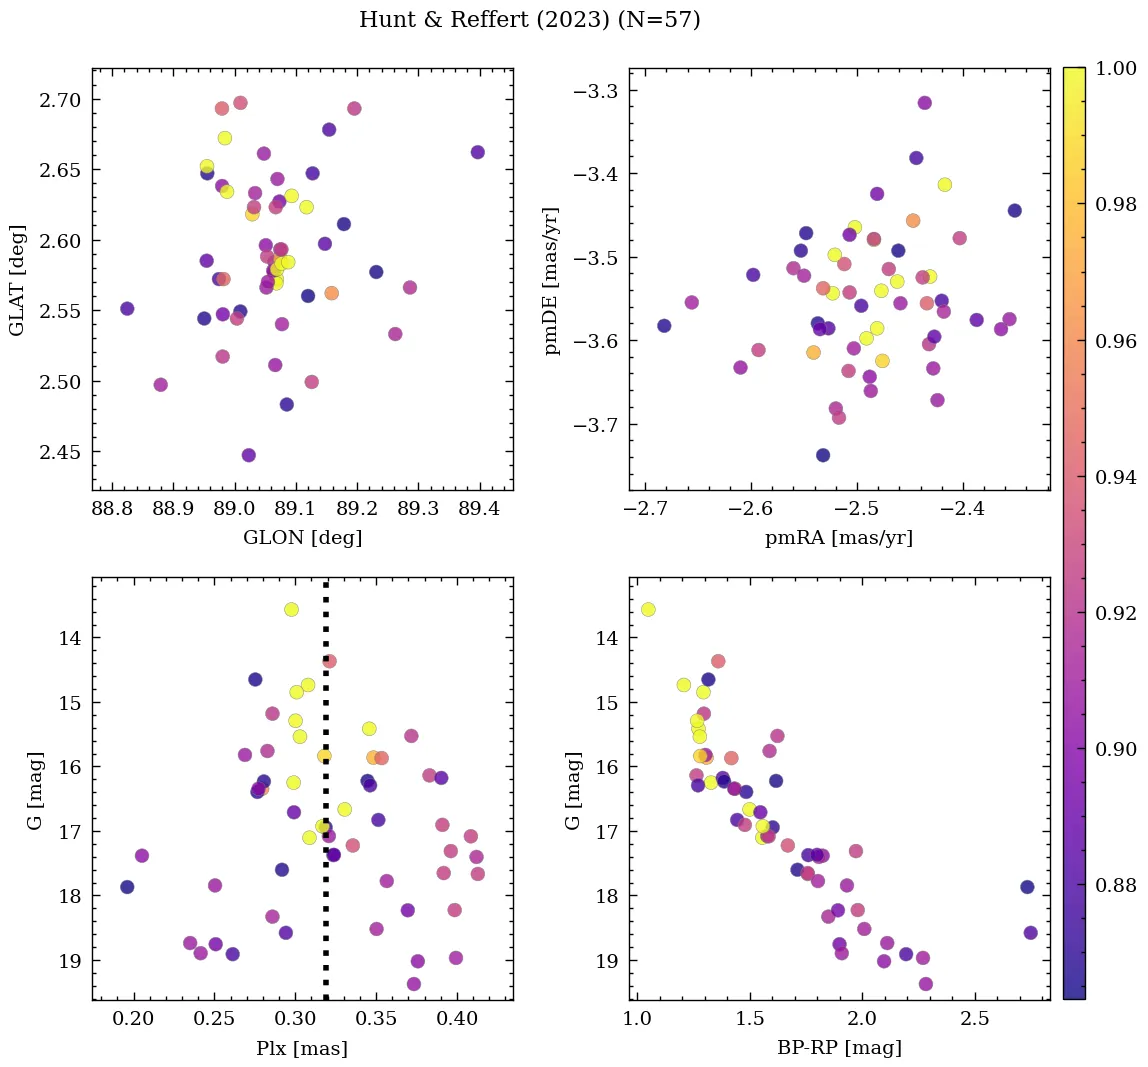 Hunt & Reffert (2023) (N=57)
2.70
2.65
2.60
2.55
2.50
2.45
GLAT [deg]
88.8 88.9 89.0 89.1 89.2 89.3 89.4
GLON [deg]
−3.3
−3.4
−3.5
−3.6
−3.7
pmDE [mas/yr]
−2.7 −2.6 −2.5 −2.4
pmRA [mas/yr]
1.00
0.98
0.96
0.94
0.92
0.90
0.88
14
15
16
17
18
19
G [mag]
0.20 0.25 0.30 0.35 0.40
Plx [mas]
14
15
16
17
18
19
G [mag]
1.0 1.5 2.0 2.5
BP-RP [mag]